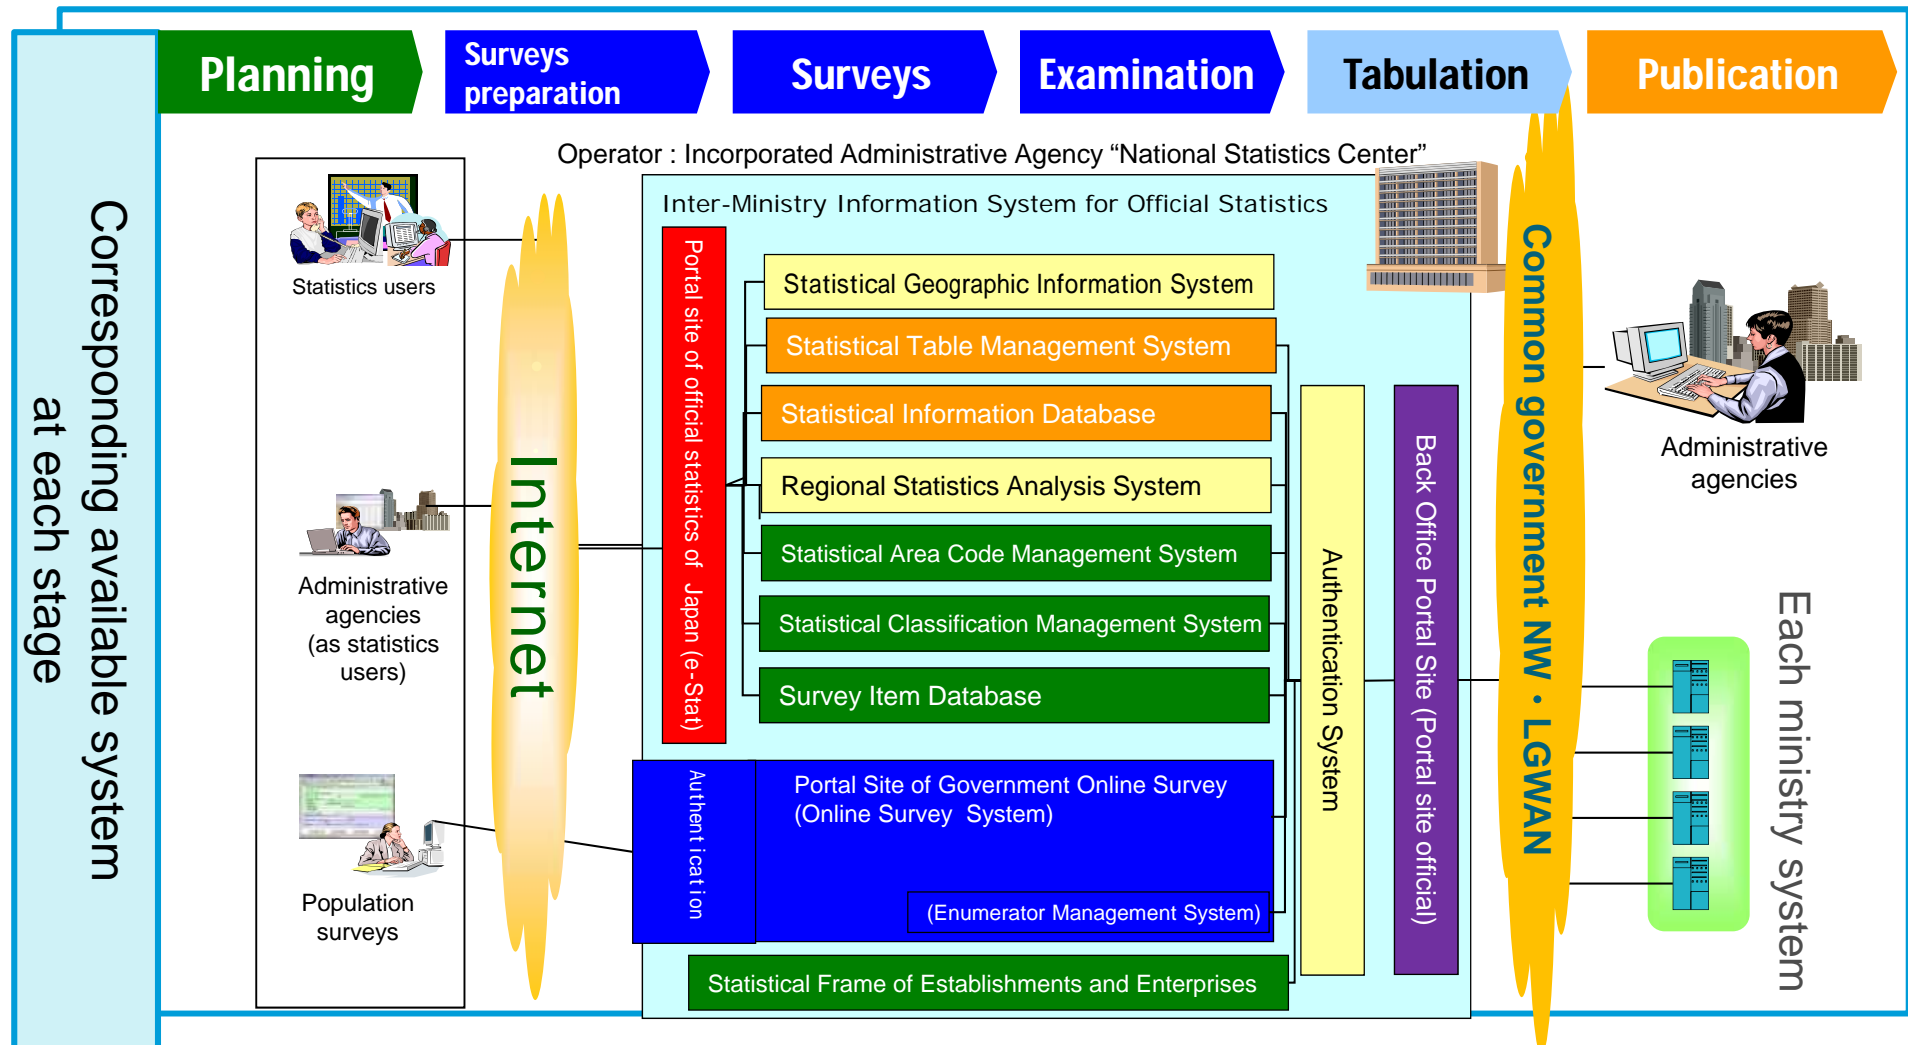 Corresponding available system
at each stage
Planning
Surveys
preparation
Surveys
Examination
Tabulation
Publication
Operator : Incorporated Administrative Agency “National Statistics Center”
Inter-Ministry Information System for Official Statistics
Statistics users
Administrative
agencies
(as statistics
users)
Population
surveys
Internet
Portal site of official statistics of Japan (e-Stat)
Statistical Geographic Information System
Statistical Table Management System
Statistical Information Database
Regional Statistics Analysis System
Statistical Area Code Management System
Statistical Classification Management System
Survey Item Database
Authentication
Portal Site of Government Online Survey
(Online Survey System)
(Enumerator Management System)
Statistical Frame of Establishments and Enterprises
Authentication System
Back Office Portal Site (Portal site official)
Common government NW・LGWAN
Administrative
agencies
Each ministry system